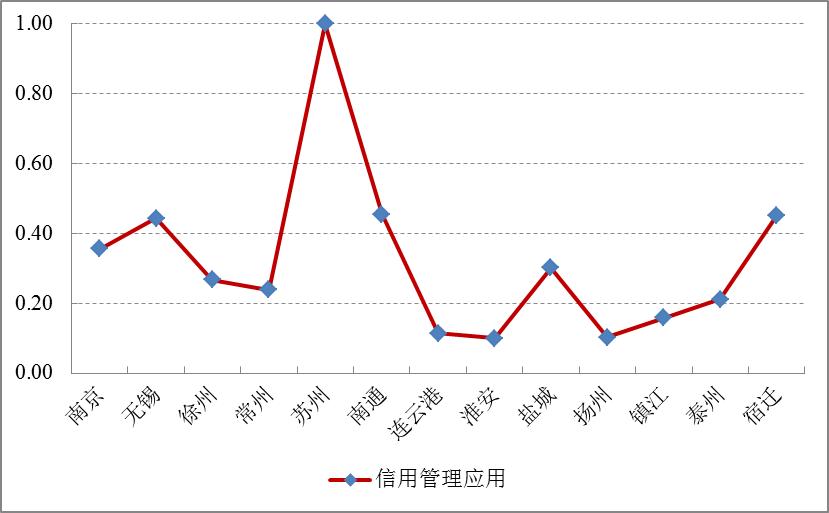 1.00
0.80
0.60
0.40
0.20
0.00
南京
无锡
徐州
常州
苏州
南通
连云港
淮安
盐城
扬州
镇江
泰州
宿迁
信用管理应用